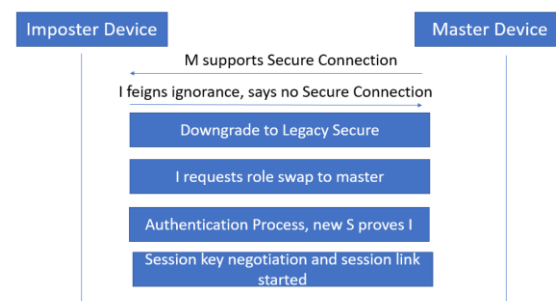 Imposter Device
Master Device
M supports Secure Connection
I feigns ignorance, says no Secure Connection
Downgrade to Legacy Secure
I requests role swap to master
Authentication Process, new S proves I
Session key negotiation and session link
started